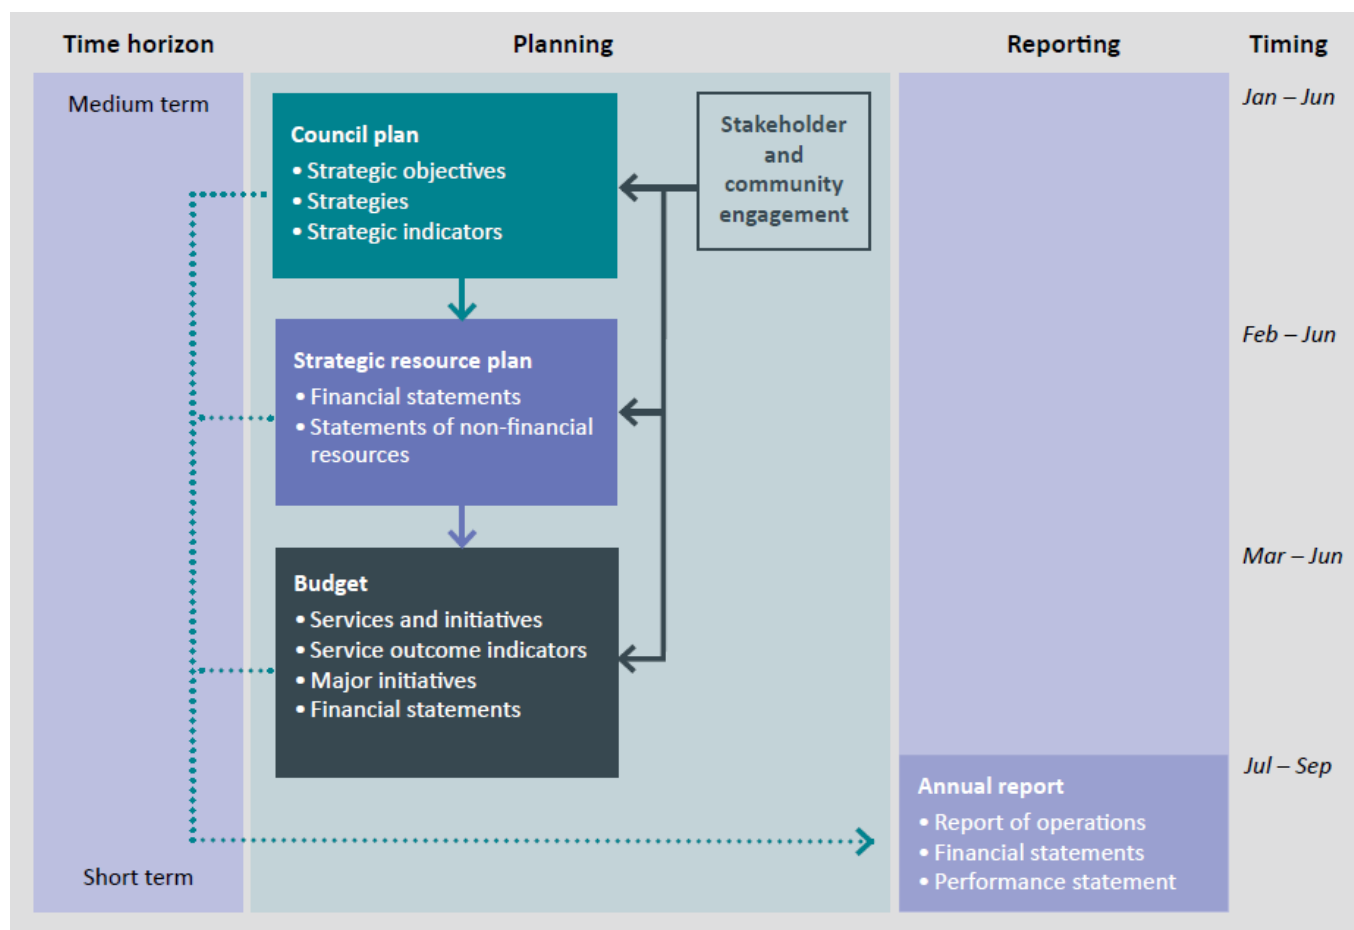 Time horizon
Planning
Reporting
Timing
Medium term
Council plan
• Strategic objectives
• Strategies
• Strategic indicators
Stakeholder
and
community
engagement
Jan – Jun
Strategic resource plan
• Financial statements
• Statements of non-financial
resources
Feb – Jun
Budget
• Services and initiatives
• Service outcome indicators
• Major initiatives
• Financial statements
Mar – Jun
Annual report
• Report of operations
• Financial statements
• Performance statement
Jul – Sep
Short term